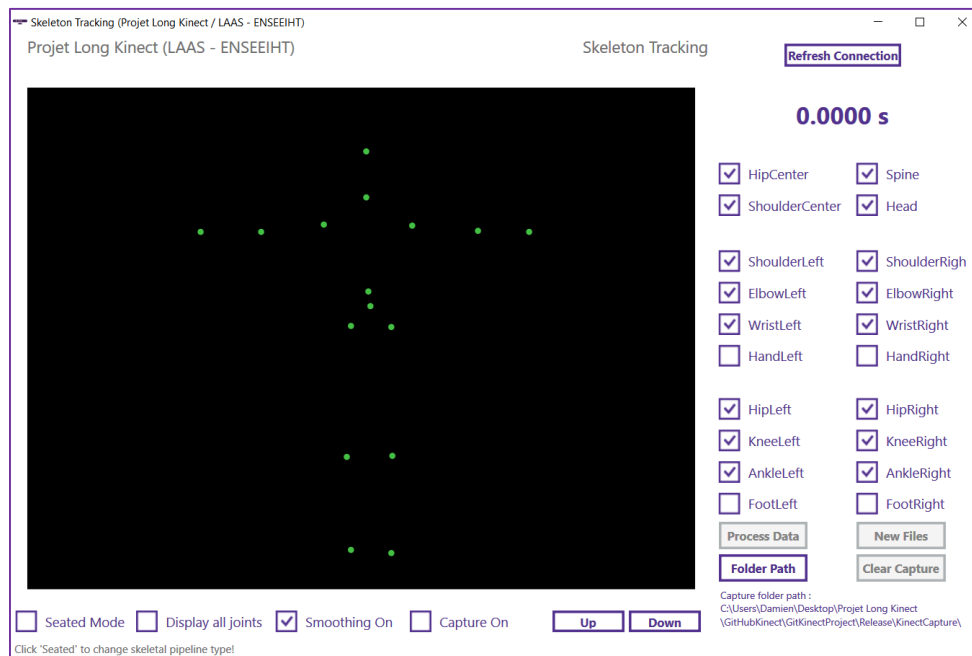 Skeleton Tracking (Projet Long Kinect / LAAS - ENSEEIHT)
Projet Long Kinect (LAAS - ENSEEIHT)
Skeleton Tracking
Refresh Connection
0.0000 s
HipCenter
Spine
ShoulderCenter
Head
ShoulderLeft
ShoulderRigh
ElbowLeft
ElbowRight
WristLeft
WristRight
HandLeft
HandRight
HipLeft
HipRight
KneeLeft
KneeRight
AnkleLeft
AnkleRight
FootLeft
FootRight
Process Data
New Files
Folder Path
Clear Capture
Capture folder path :
C:\Users\Damien\Desktop\Projet Long Kinect
\GitHubKinect\GitKinectProject\Release\KinectCapture\
Seated Mode
Display all joints
Smoothing On
Capture On
Up
Down
Click 'Seated' to change skeletal pipeline type!